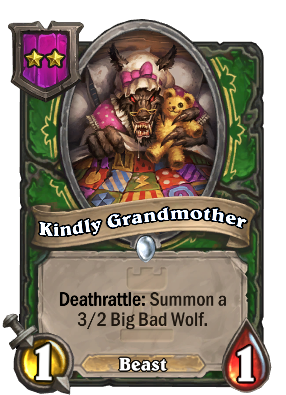 Kindly Grandmother
Deathrattle: Summon a
3/2 Big Bad Wolf.
1
Beast
1